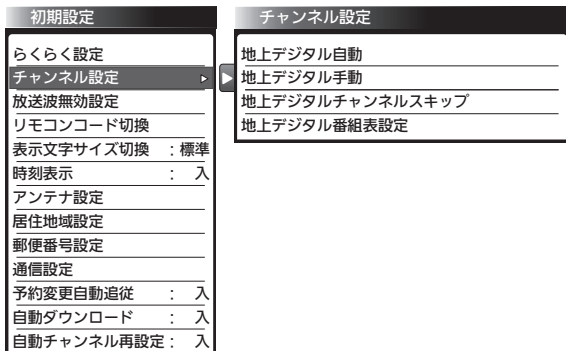 初期設定
らくらく設定
チャンネル設定
放送波無効設定
リモコンコード切換
表示文字サイズ切換 ：標準
時刻表示 ： 入
アンテナ設定
居住地域設定
郵便番号設定
通信設定
予約変更自動追従 ： 入
自動ダウンロード ： 入
自動チャンネル再設定： 入
チャンネル設定
地上デジタル自動
地上デジタル手動
地上デジタルチャンネルスキップ
地上デジタル番組表設定